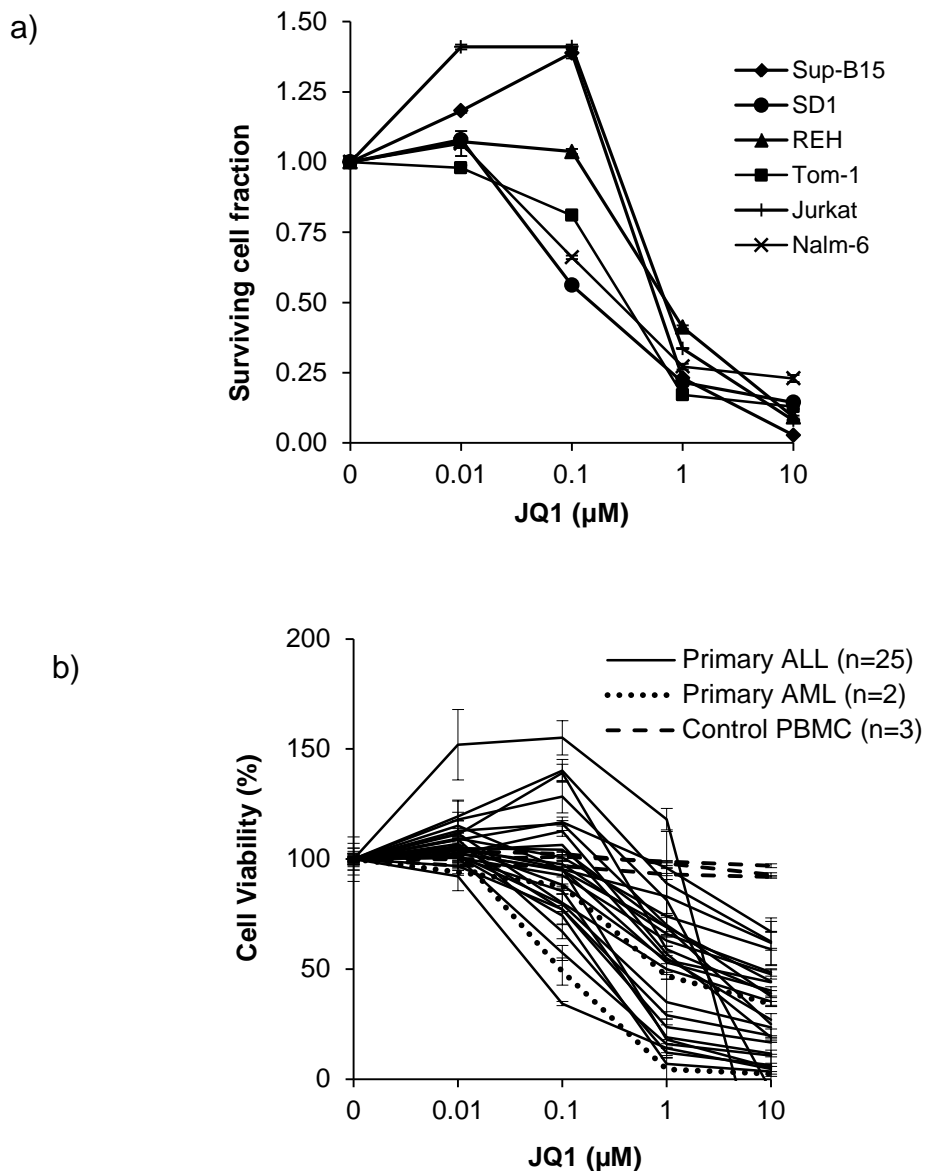 a)
Surviving cell fraction
1.50
1.25
1.00
0.75
0.50
0.25
0.00
0 0.01 0.1 1 10
JQ1 (µM)
Sup-B15
SD1
REH
Tom-1
Jurkat
Nalm-6
b)
Cell Viability (%)
200
150
100
50
0
0 0.01 0.1 1 10
JQ1 (µM)
Primary ALL (n=25)
Primary AML (n=2)
Control PBMC (n=3)